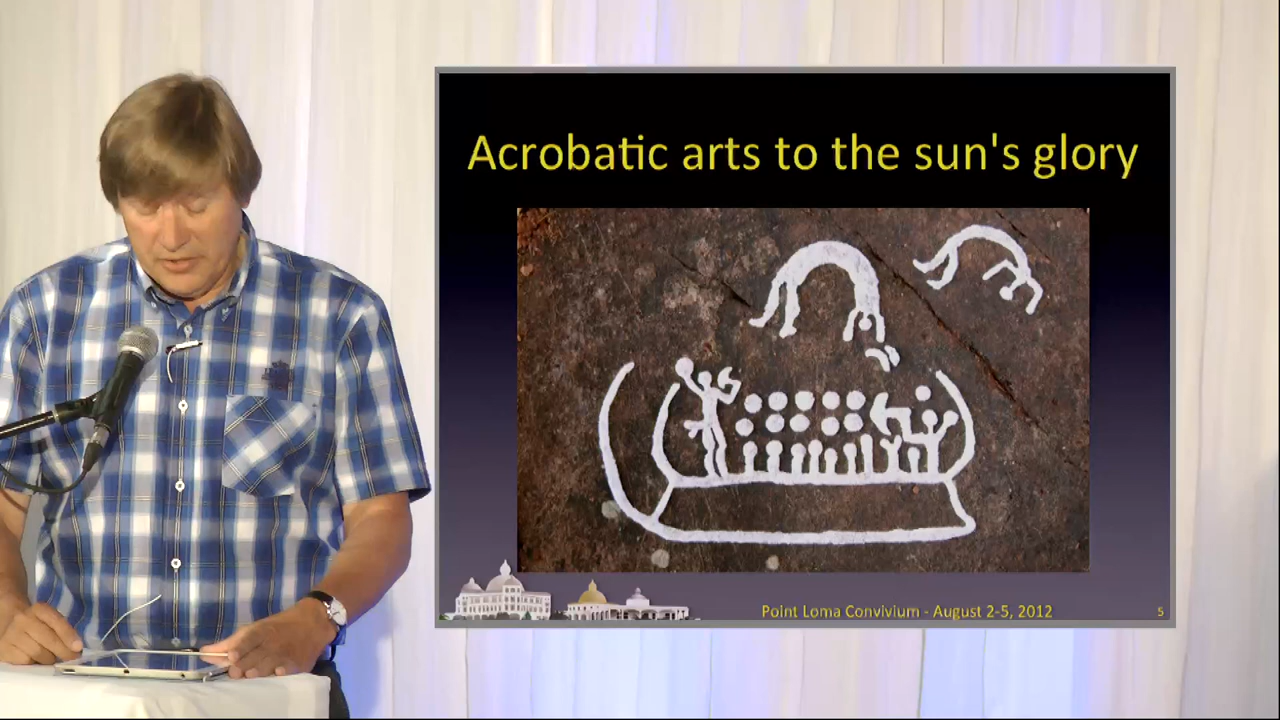 Acrobatic arts to the sun's glory
Point Loma Convivium - August 2-5, 2012
5